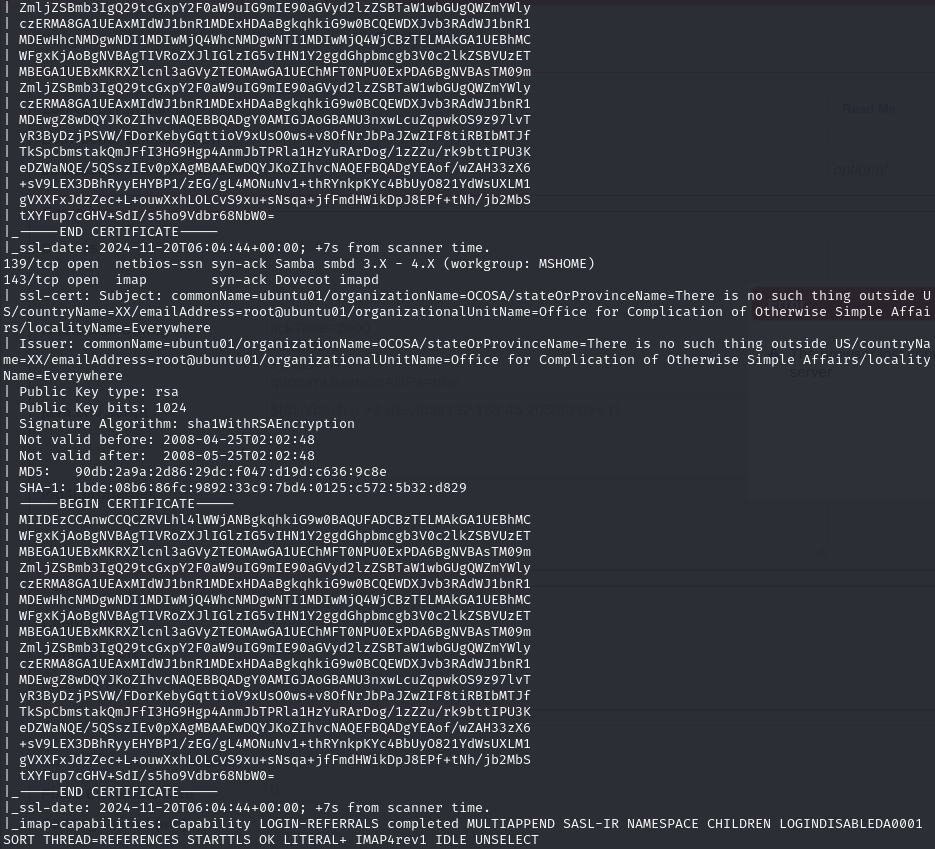 | ZmljZSBmb3IgQ29tcGxpY2F0aW9uIG9mIE90aGVyd2lzZSBTaW1wbGUgQWZmYWly
| czERMA8GA1UEAxMIdWJ1bnR1MDExHDAaBgkqhkiG9w0BCQEWDXJvb3RAdWJ1bnR1
| MDEwHhcNMDgwNDI1MDIwMjQ4WhcNMDgwNTI1MDIwMjQ4WjCBzTELMAkGA1UEBhMC
| WFgxKjAoBgNVBAgTIVRoZXJlIGlzIG5vIHN1Y2ggdGhpbmcgb3V0c2lkZSBVUzET
| MBEGA1UEBxMKRXZlcnl3aGVyZTEOMAwGA1UEChMFT0NPU0ExPDA6BgNVBAsTM09m
| ZmljZSBmb3IgQ29tcGxpY2F0aW9uIG9mIE90aGVyd2lzZSBTaW1wbGUgQWZmYWly
| czERMA8GA1UEAxMIdWJ1bnR1MDExHDAaBgkqhkiG9w0BCQEWDXJvb3RAdWJ1bnR1
| MDEwgZ8wDQYJKoZIhvcNAQEBBQADgY0AMIGJAoGBAMU3nxwLcuZqpwkOS9z97lvT
| yR3ByDzjPSVW/FDorKebyGqttioV9xUsO0ws+v8OfNrJbPaJZwZIF8tiRBIbMTJf
| TkSpCbmstakQmJFfI3HG9Hgp4AnmJbTPRla1HzYuRArDog/1zZZu/rk9bttIPU3K
| eDZWaNQE/5QSszIEv0pXAgMBAAEwDQYJKoZIhvcNAQEFBQADgYEAof/wZAH33zX6
| +sV9LEX3DBhRyyEHYBP1/zEG/gL4MONuNv1+thRYnkpKYc4BbUyO821YdWsUXLM1
| gVXXFxJdzZec+L+ouwXxhLOLCvS9xu+sNsqa+jfFmdHWikDpJ8EPf+tNh/jb2MbS
| tXYFup7cGHV+SdI/s5ho9Vdbr68NbW0=
|_-----END CERTIFICATE-----
|_ssl-date: 2024-11-20T06:04:44+00:00; +7s from scanner time.
139/tcp open  netbios-ssn syn-ack Samba smbd 3.X - 4.X (workgroup: MSHOME)
143/tcp open  imap        syn-ack Dovecot imapd
| ssl-cert: Subject: commonName=ubuntu01/organizationName=OCOSA/stateOrProvinceName=There is no such thing outside U
S/countryName=XX/emailAddress=root@ubuntu01/organizationalUnitName=Office for Complication of Otherwise Simple Affai
rs/localityName=Everywhere
| Issuer: commonName=ubuntu01/organizationName=OCOSA/stateOrProvinceName=There is no such thing outside US/countryNa
me=XX/emailAddress=root@ubuntu01/organizationalUnitName=Office for Complication of Otherwise Simple Affairs/locality
Name=Everywhere
| Public Key type: rsa
| Public Key bits: 1024
| Signature Algorithm: sha1WithRSAEncryption
| Not valid before: 2008-04-25T02:02:48
| Not valid after:  2008-05-25T02:02:48
| MD5:   90db:2a9a:2d86:29dc:f047:d19d:c636:9c8e
| SHA-1: 1bde:08b6:86fc:9892:33c9:7bd4:0125:c572:5b32:d829
| -----BEGIN CERTIFICATE-----
| MIIDEzCCAnwCCQCZRVLhl4lWWjANBgkqhkiG9w0BAQUFADCBzTELMAkGA1UEBhMC
| WFgxKjAoBgNVBAgTIVRoZXJlIGlzIG5vIHN1Y2ggdGhpbmcgb3V0c2lkZSBVUzET
| MBEGA1UEBxMKRXZlcnl3aGVyZTEOMAwGA1UEChMFT0NPU0ExPDA6BgNVBAsTM09m
| ZmljZSBmb3IgQ29tcGxpY2F0aW9uIG9mIE90aGVyd2lzZSBTaW1wbGUgQWZmYWly
| czERMA8GA1UEAxMIdWJ1bnR1MDExHDAaBgkqhkiG9w0BCQEWDXJvb3RAdWJ1bnR1
| MDEwHhcNMDgwNDI1MDIwMjQ4WhcNMDgwNTI1MDIwMjQ4WjCBzTELMAkGA1UEBhMC
| WFgxKjAoBgNVBAgTIVRoZXJlIGlzIG5vIHN1Y2ggdGhpbmcgb3V0c2lkZSBVUzET
| MBEGA1UEBxMKRXZlcnl3aGVyZTEOMAwGA1UEChMFT0NPU0ExPDA6BgNVBAsTM09m
| ZmljZSBmb3IgQ29tcGxpY2F0aW9uIG9mIE90aGVyd2lzZSBTaW1wbGUgQWZmYWly
| czERMA8GA1UEAxMIdWJ1bnR1MDExHDAaBgkqhkiG9w0BCQEWDXJvb3RAdWJ1bnR1
| MDEwgZ8wDQYJKoZIhvcNAQEBBQADgY0AMIGJAoGBAMU3nxwLcuZqpwkOS9z97lvT
| yR3ByDzjPSVW/FDorKebyGqttioV9xUsO0ws+v8OfNrJbPaJZwZIF8tiRBIbMTJf
| TkSpCbmstakQmJFfI3HG9Hgp4AnmJbTPRla1HzYuRArDog/1zZZu/rk9bttIPU3K
| eDZWaNQE/5QSszIEv0pXAgMBAAEwDQYJKoZIhvcNAQEFBQADgYEAof/wZAH33zX6
| +sV9LEX3DBhRyyEHYBP1/zEG/gL4MONuNv1+thRYnkpKYc4BbUyO821YdWsUXLM1
| gVXXFxJdzZec+L+ouwXxhLOLCvS9xu+sNsqa+jfFmdHWikDpJ8EPf+tNh/jb2MbS
| tXYFup7cGHV+SdI/s5ho9Vdbr68NbW0=
|_-----END CERTIFICATE-----
|_ssl-date: 2024-11-20T06:04:44+00:00; +7s from scanner time.
|_imap-capabilities: Capability LOGIN-REFERRALS completed MULTIAPPEND SASL-IR NAMESPACE CHILDREN LOGINDISABLEDA0001
SORT THREAD=REFERENCES STARTTLS OK LITERAL+ IMAP4rev1 IDLE UNSELECT
Read Me
optional
server